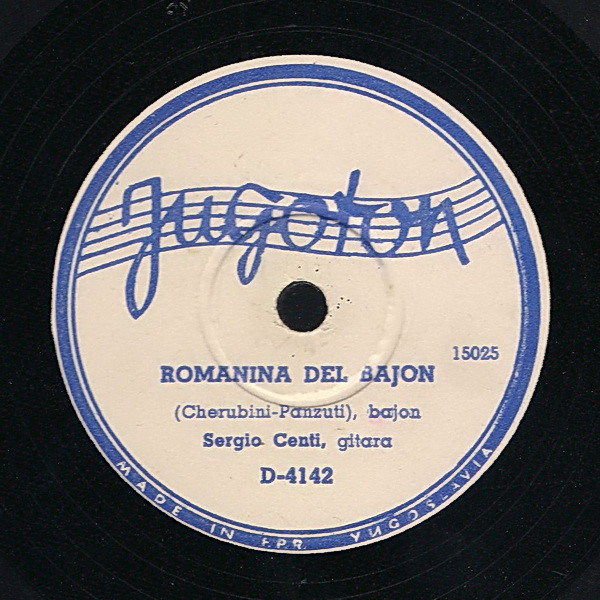 Jugoton
15025
ROMANINA DEL BAJON
(Cherubini-Panzuti), bajon
Sergio Centi, gitara
D-4142
MADE IN F.P.R. YUGOSLAVIA